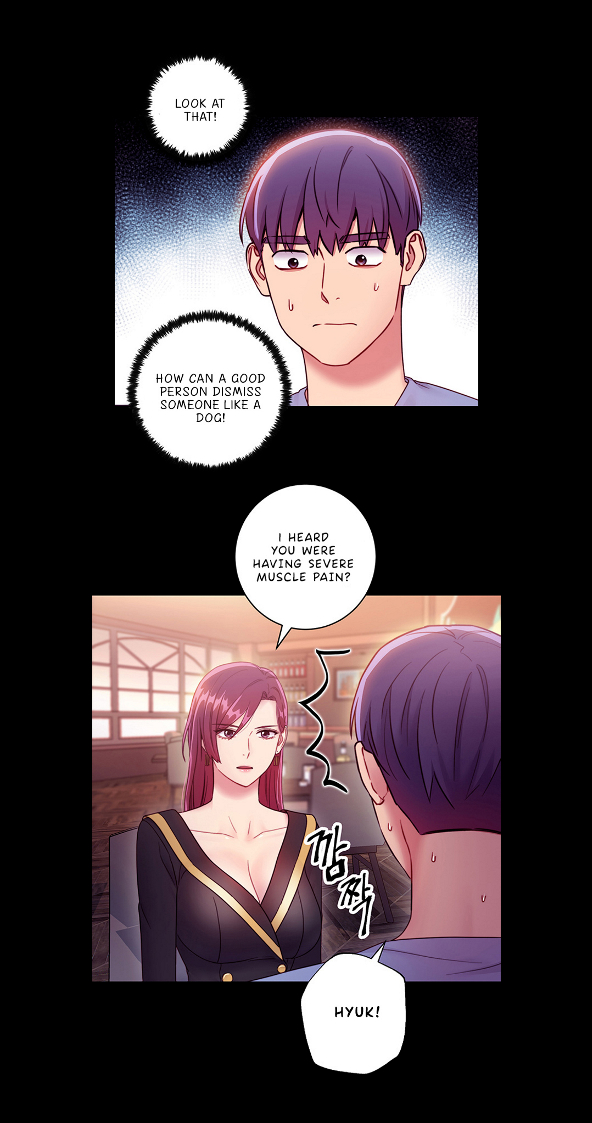 LOOK AT
THAT!
HOW CAN A GOOD
PERSON DISMISS
SOMEONE LIKE A
DOG!
I HEARD
YOU WERE
HAVING SEVERE
MUSCLE PAIN?
깜
짝
HYUK!